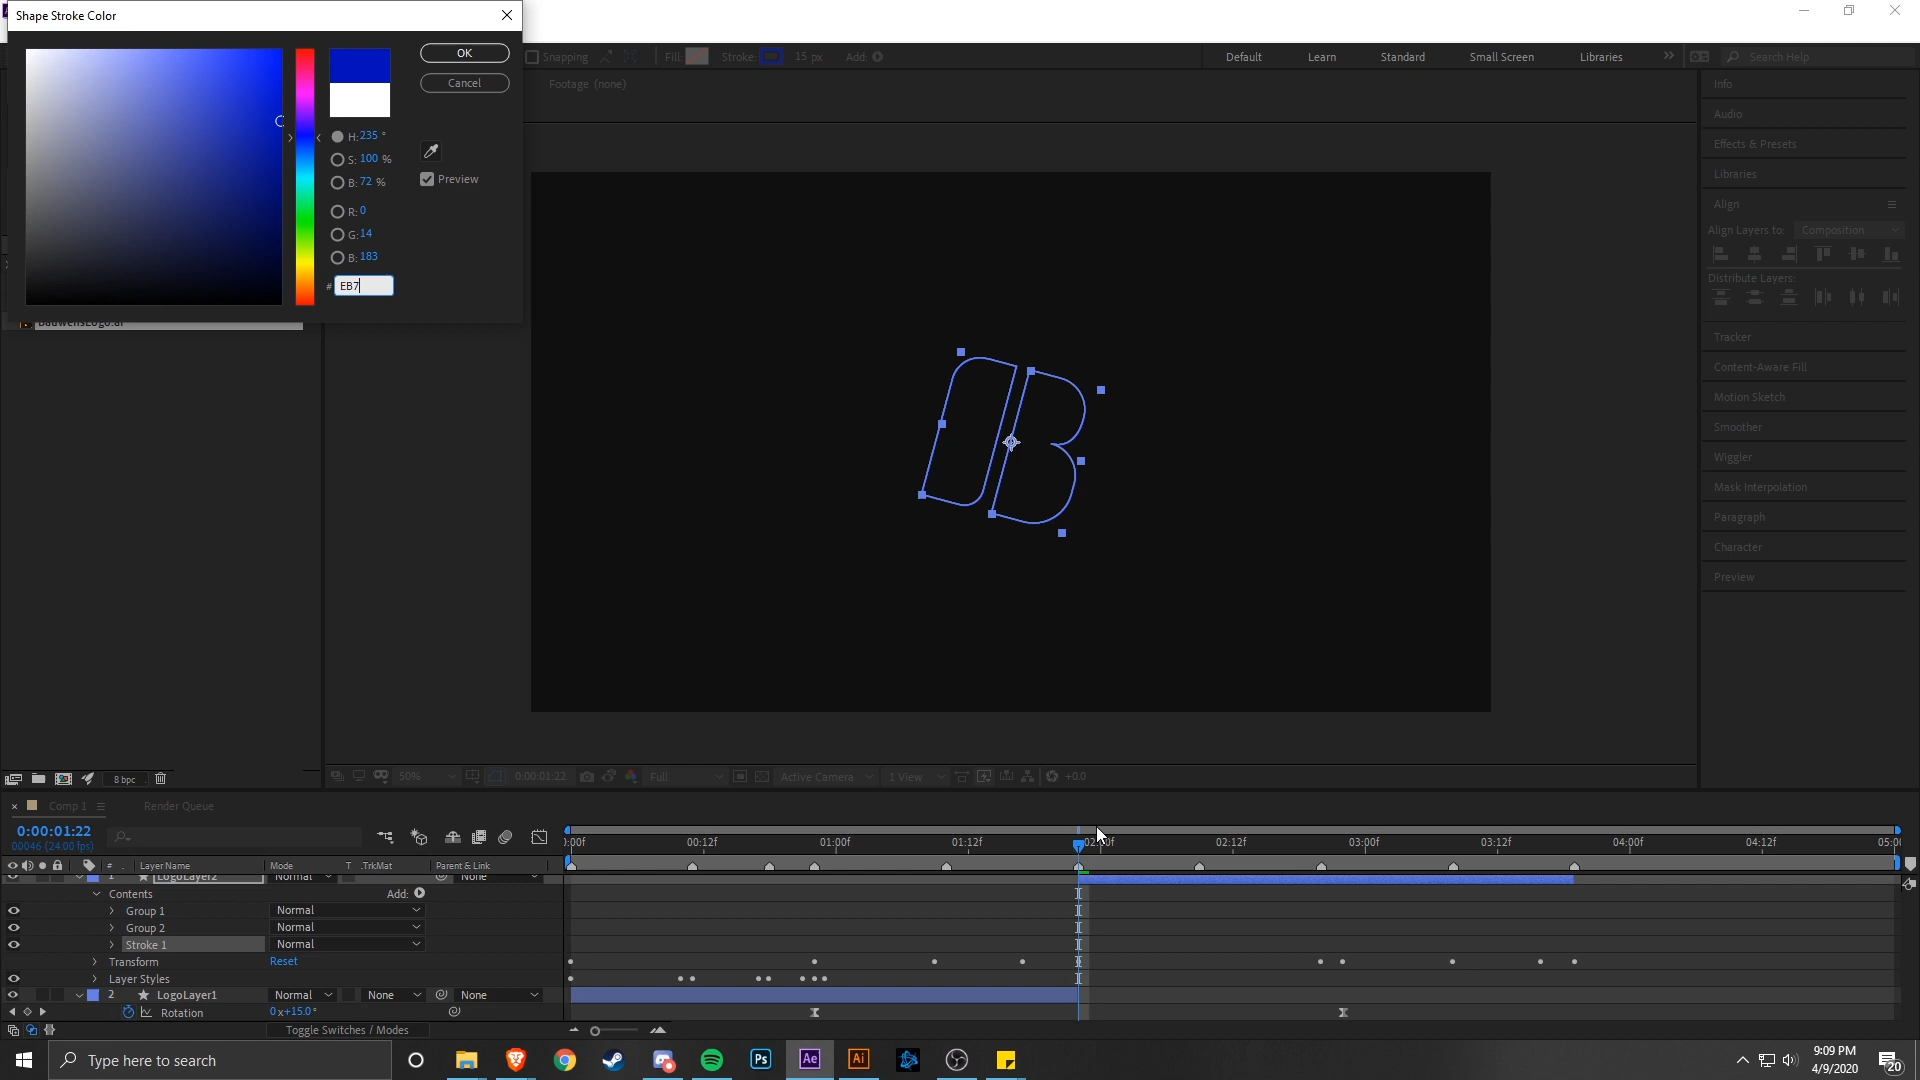 Shape Stroke Color
OK
Cancel
H: 235 °
S: 100 %
B: 72 %
R: 0
G: 14
B: 183
# EB7
Preview
Snapping
Fill:
Stroke:
15 px
Add:
Default
Learn
Standard
Small Screen
Libraries
Search Help
Footage (none)
Info
Audio
Effects & Presets
Libraries
Align
Align Layers to: Composition
Distribute Layers:
Tracker
Content-Aware Fill
Motion Sketch
Smoother
Wiggler
Mask Interpolation
Paragraph
Character
Preview
8 bpc
50%
0:00:01:22
Full
Active Camera
1 View
+0.0
Comp 1
Render Queue
0:00:01:22
00046 (24.00 fps)
:00f
00:12f
01:00f
01:12f
02:00f
02:12f
03:00f
03:12f
04:00f
04:12f
05:00
# Layer Name
Mode
T .TrkMat
Parent & Link
1 LogoLayer2 Normal None
Contents Add:
Group 1 Normal
Group 2 Normal
Stroke 1 Normal
Transform Reset
Layer Styles
2 LogoLayer1 Normal None None
Rotation 0x+15.0°
Toggle Switches / Modes
Type here to search
Ps
Ae
Ai
9:09 PM
4/9/2020
20